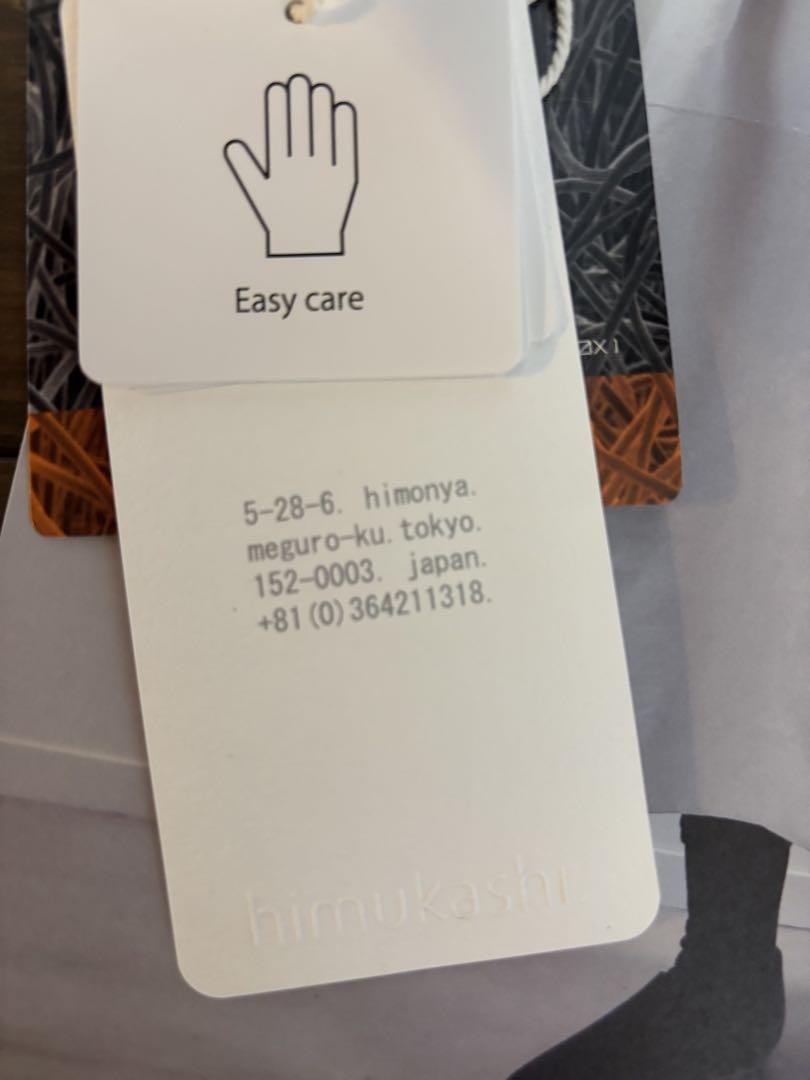 Easy care
5-28-6. himonya.
meguro-ku. tokyo.
152-0003. japan.
+81(0)364211318.
himukashi.